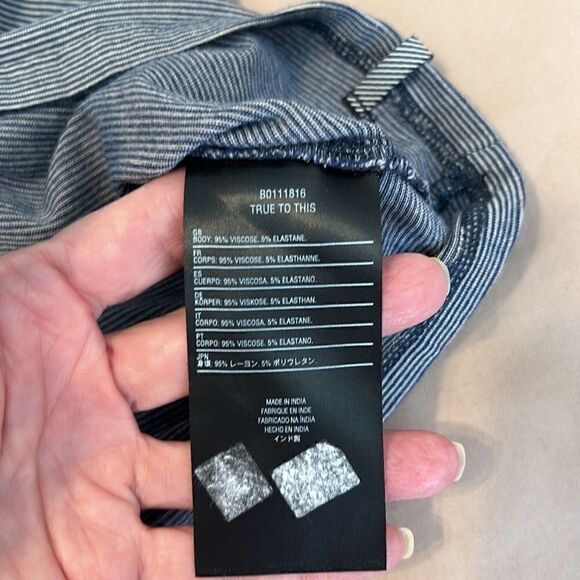 B0111816
TRUE TO THIS
GB
BODY: 95% VISCOSE. 5% ELASTANE.
FR
CORPS: 95% VISCOSE. 5% ELASTHANNE.
ES
CUERPO: 95% VISCOSA. 5% ELASTANO
DE
KÖRPER: 95% VISKOSE. 5% ELASTHAN.
IT
CORPO: 95% VISCOSA. 5% ELASTANE.
PT
CORPO: 95% VISCOSE. 5% ELASTANO.
JPN
身頃: 95% レーヨン. 5% ポリウレタン.
MADE IN INDIA
FABRIQUE EN INDE
FABRICADO NA ÍNDIA
HECHO EN INDIA
インド製